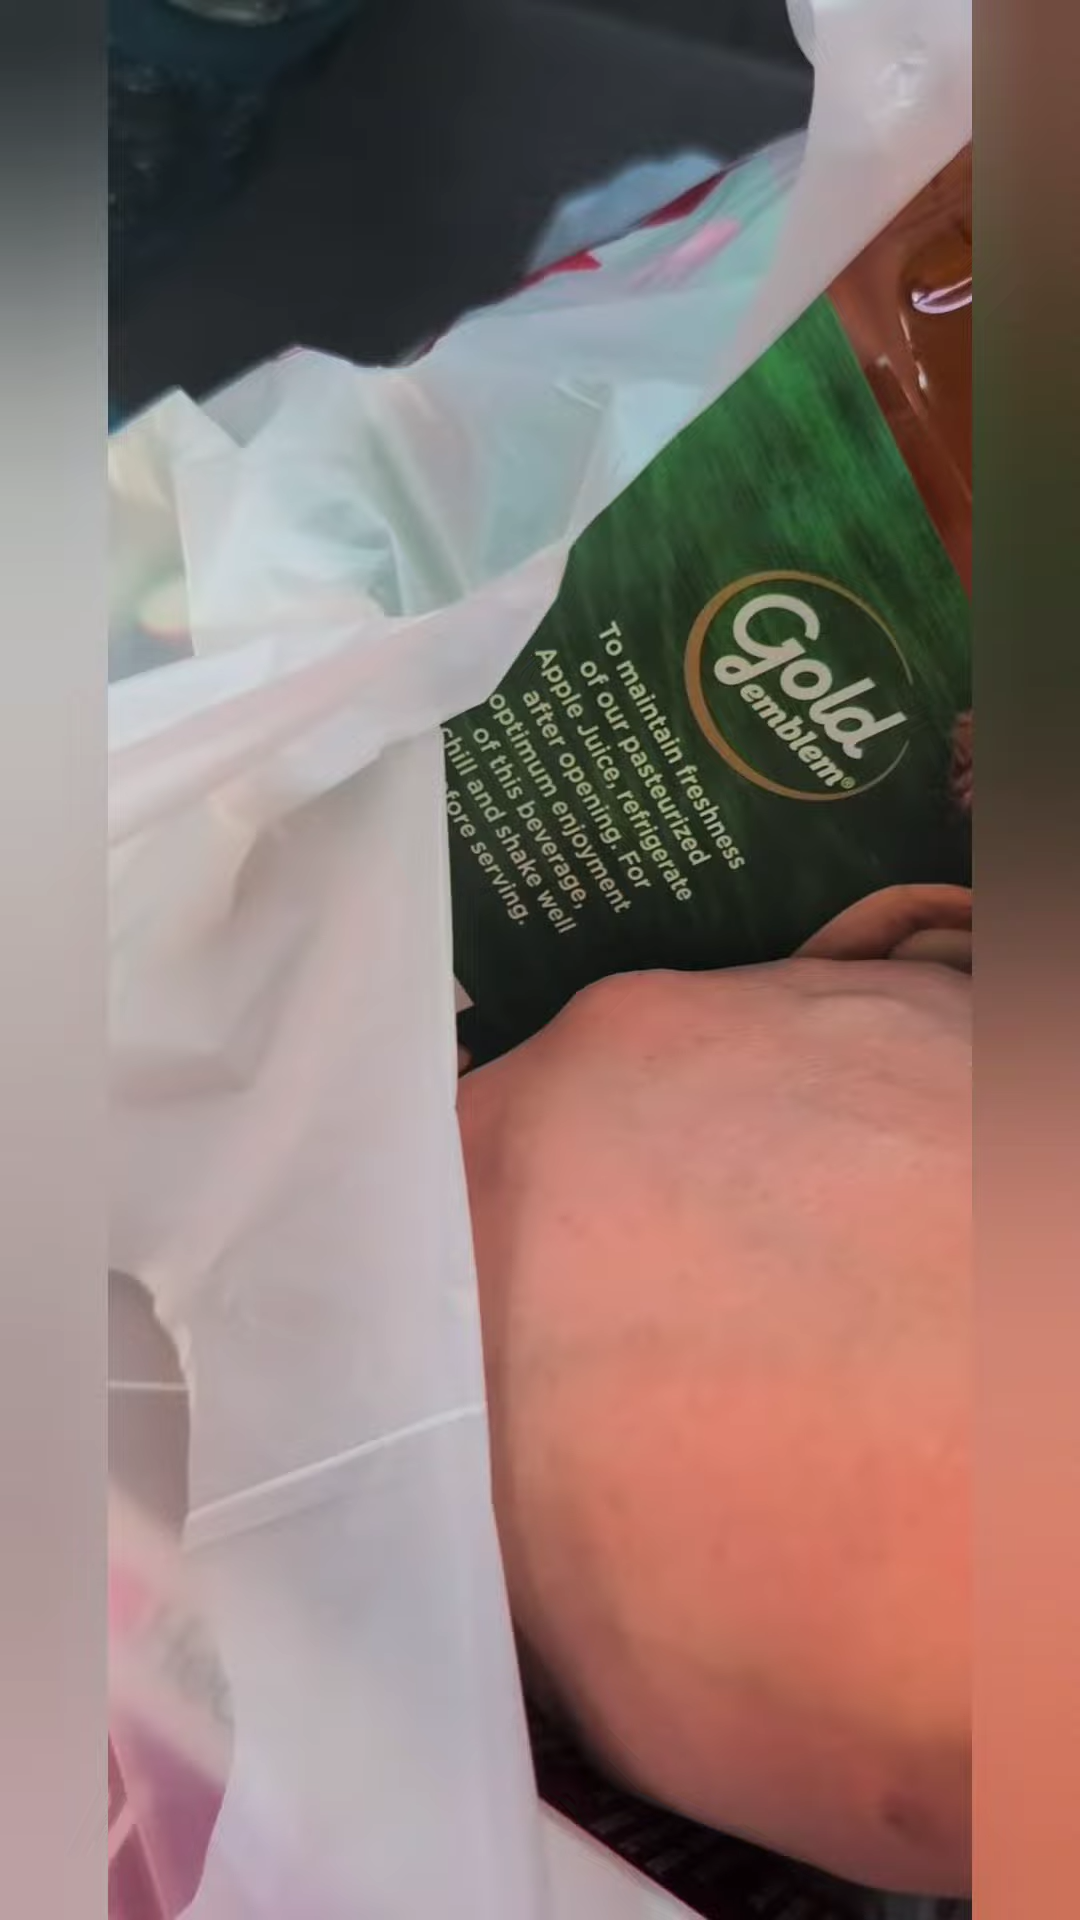 Gold
emblem®
To maintain freshness
of our pasteurized
Apple Juice, refrigerate
after opening. For
optimum enjoyment
of this beverage,
chill and shake well
fore serving.